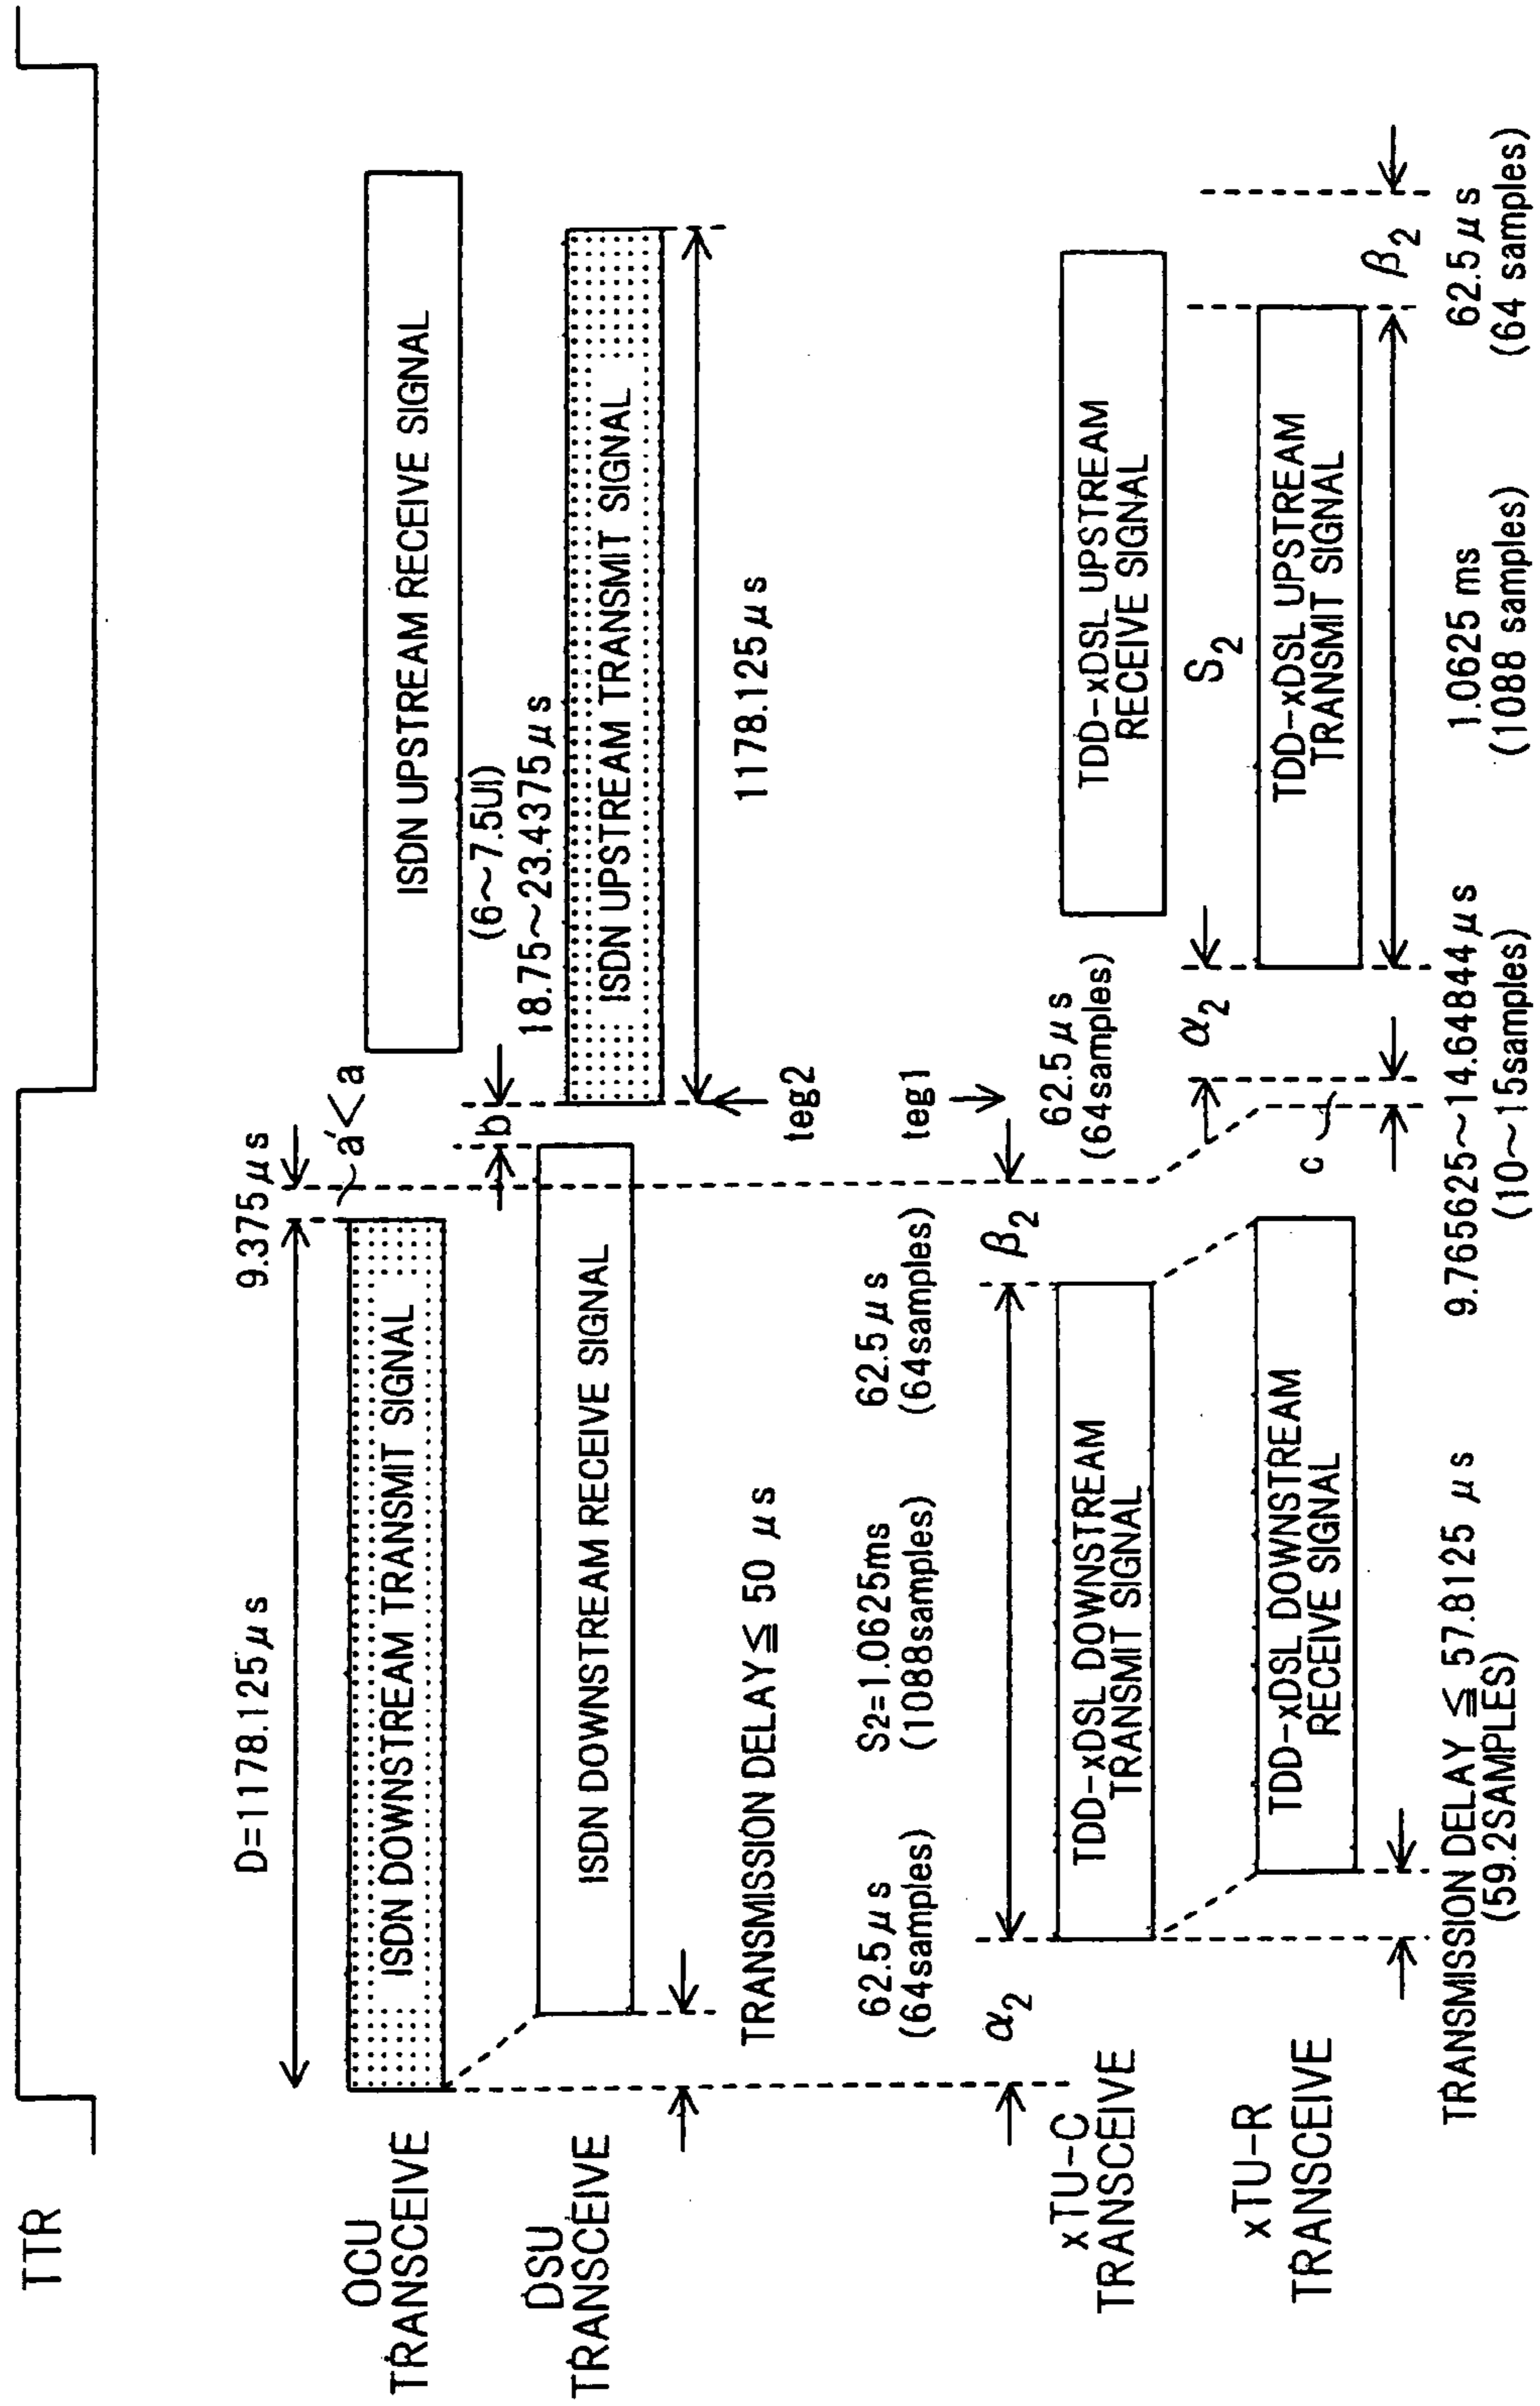 TTR
D=1178.125μs
9.375μs
a'<a
OCU
TRANSCEIVE
ISDN DOWNSTREAM TRANSMIT SIGNAL
ISDN UPSTREAM RECEIVE SIGNAL
(6~7.5UI)
b
18.75~23.4375μs
DSU
TRANSCEIVE
ISDN DOWNSTREAM RECEIVE SIGNAL
ISDN UPSTREAM TRANSMIT SIGNAL
TRANSMISSION DELAY≦ 50 μs
1178.125μs
teg2
teg1
62.5μs
(64samples)
S2=1.0625ms
(1088samples)
62.5μs
(64samples)
α2
β2
62.5μs
(64samples)
xTU-C
TRANSCEIVE
TDD-xDSL DOWNSTREAM
TRANSMIT SIGNAL
TDD-xDSL UPSTREAM
RECEIVE SIGNAL
α2
S2
xTU-R
TRANSCEIVE
TDD-xDSL DOWNSTREAM
RECEIVE SIGNAL
c
TDD-xDSL UPSTREAM
TRANSMIT SIGNAL
β2
TRANSMISSION DELAY ≦ 57.8125 μs
(59.2SAMPLES)
9.765625~14.64844μs
(10~15samples)
1.0625 ms
(1088 samples)
62.5μs
(64 samples)